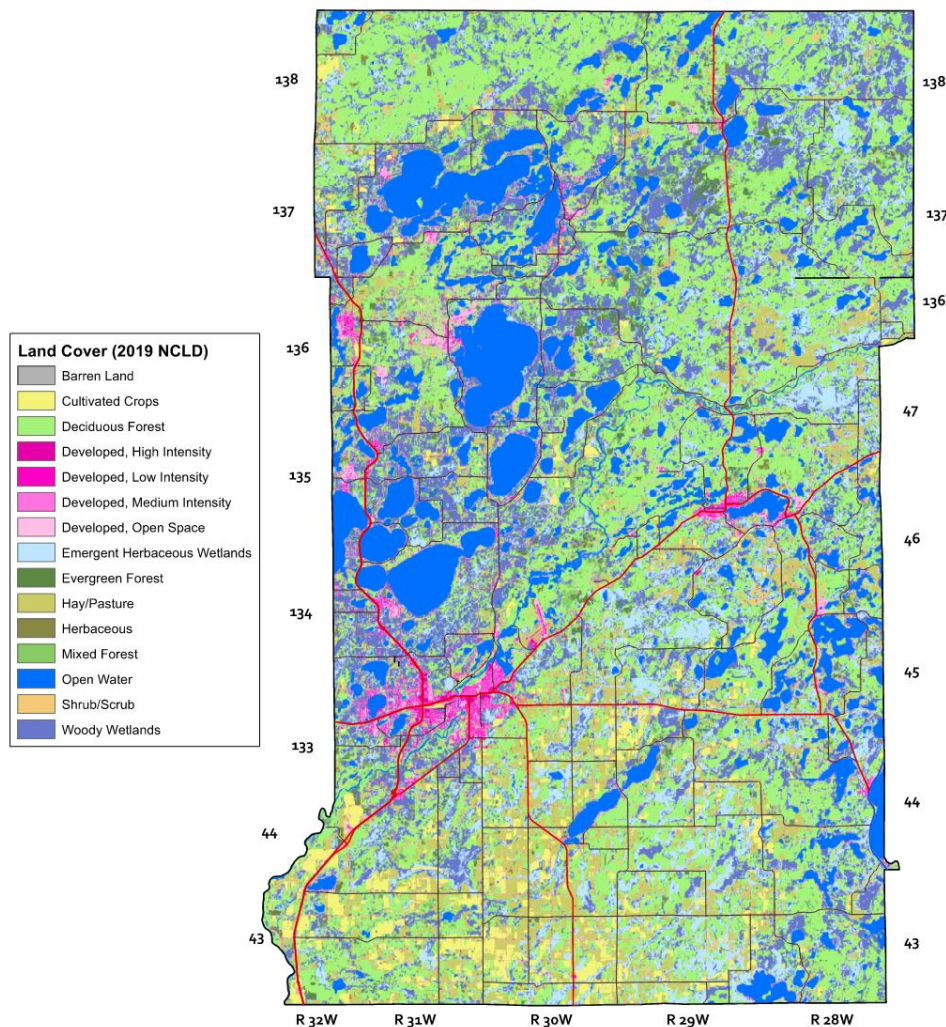 138
138
137
137
136
136
Land Cover (2019 NCLD)
Barren Land
Cultivated Crops
Deciduous Forest
Developed, High Intensity
Developed, Low Intensity
Developed, Medium Intensity
Developed, Open Space
Emergent Herbaceous Wetlands
Evergreen Forest
Hay/Pasture
Herbaceous
Mixed Forest
Open Water
Shrub/Scrub
Woody Wetlands
47
135
46
134
45
133
44
44
43
43
R 32W R 31W R 30W R 29W R 28W